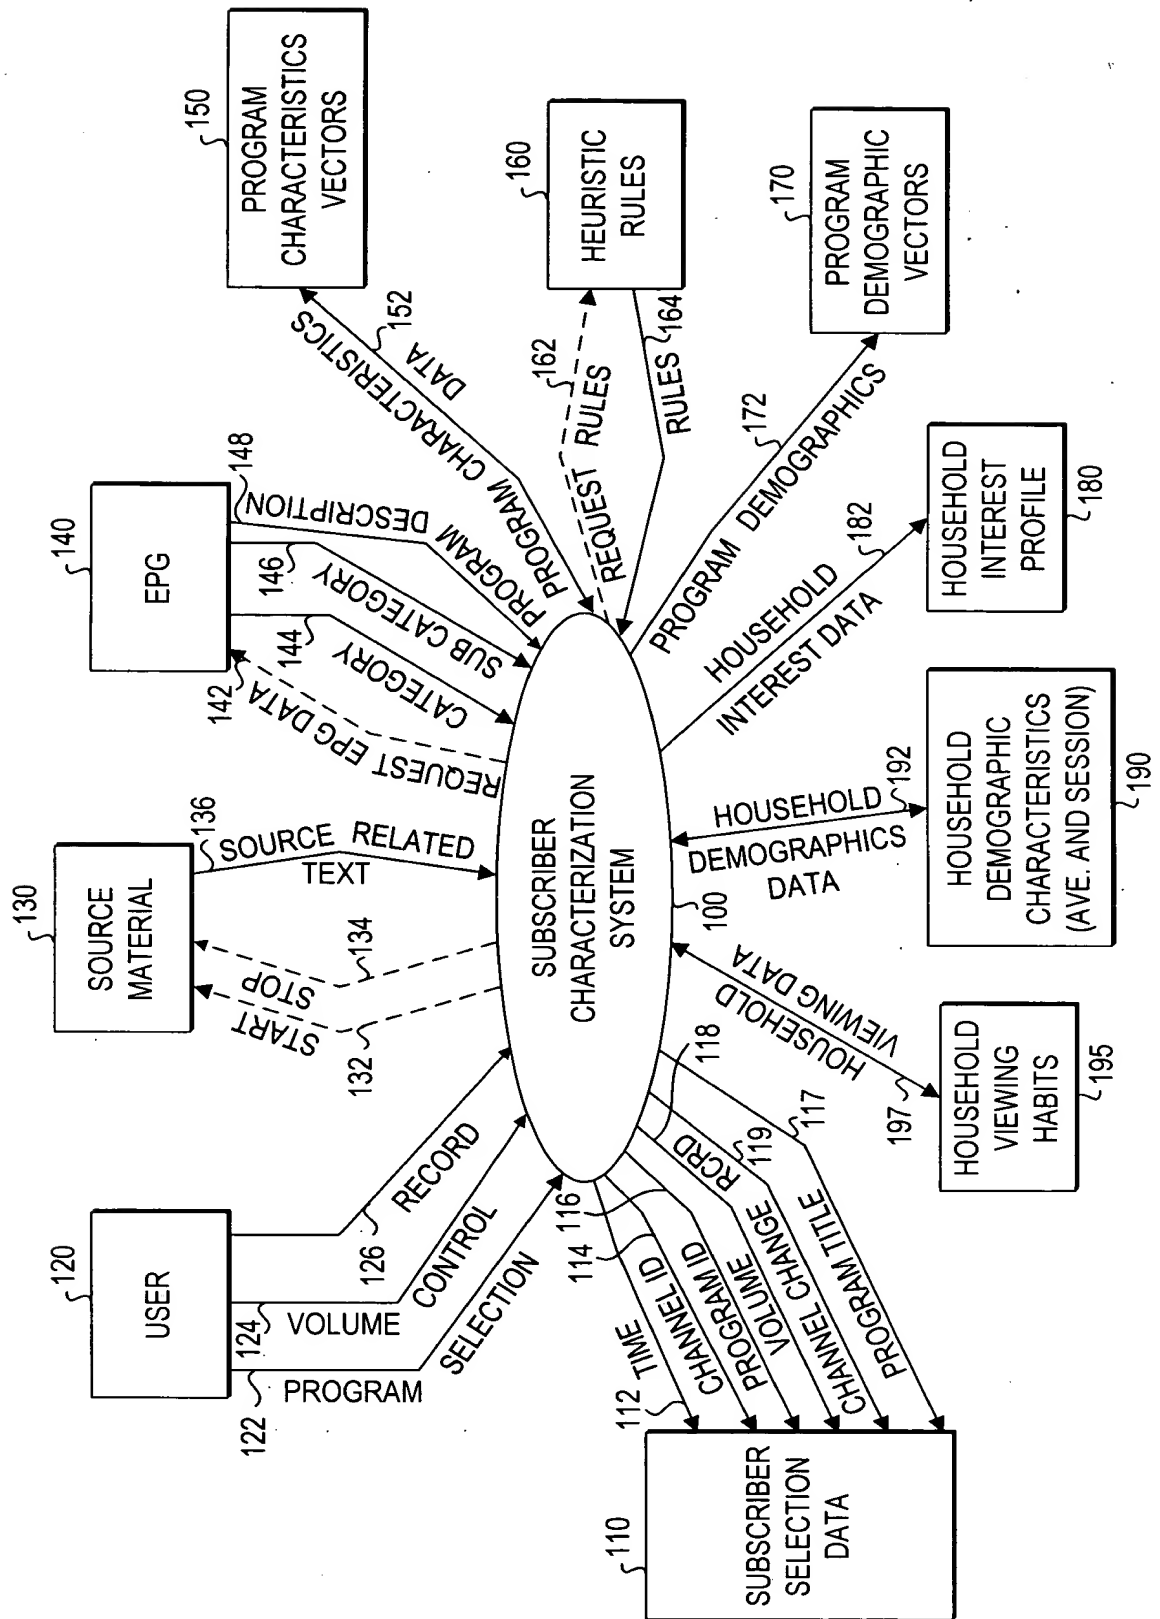 120
USER
122
PROGRAM
SELECTION
124
VOLUME
CONTROL
126
RECORD
130
SOURCE
MATERIAL
START
132
STOP
134
136
SOURCE RELATED
TEXT
140
EPG
142
REQUEST EPG DATA
144
CATEGORY
146
SUB CATEGORY
148
PROGRAM DESCRIPTION
150
PROGRAM
CHARACTERISTICS
VECTORS
PROGRAM CHARACTERISTICS
DATA
152
160
HEURISTIC
RULES
162
REQUEST RULES
RULES
164
170
PROGRAM
DEMOGRAPHIC
VECTORS
PROGRAM DEMOGRAPHICS
172
SUBSCRIBER
CHARACTERIZATION
SYSTEM
100
110
SUBSCRIBER
SELECTION
DATA
112
TIME
114
CHANNEL ID
116
PROGRAM ID
VOLUME
118
RCRD
CHANNEL CHANGE
119
PROGRAM TITLE
117
HOUSEHOLD
VIEWING DATA
197
HOUSEHOLD
VIEWING
HABITS
195
HOUSEHOLD
DEMOGRAPHICS
DATA
192
HOUSEHOLD
DEMOGRAPHIC
CHARACTERISTICS
(AVE. AND SESSION)
190
HOUSEHOLD
INTEREST DATA
182
HOUSEHOLD
INTEREST
PROFILE
180